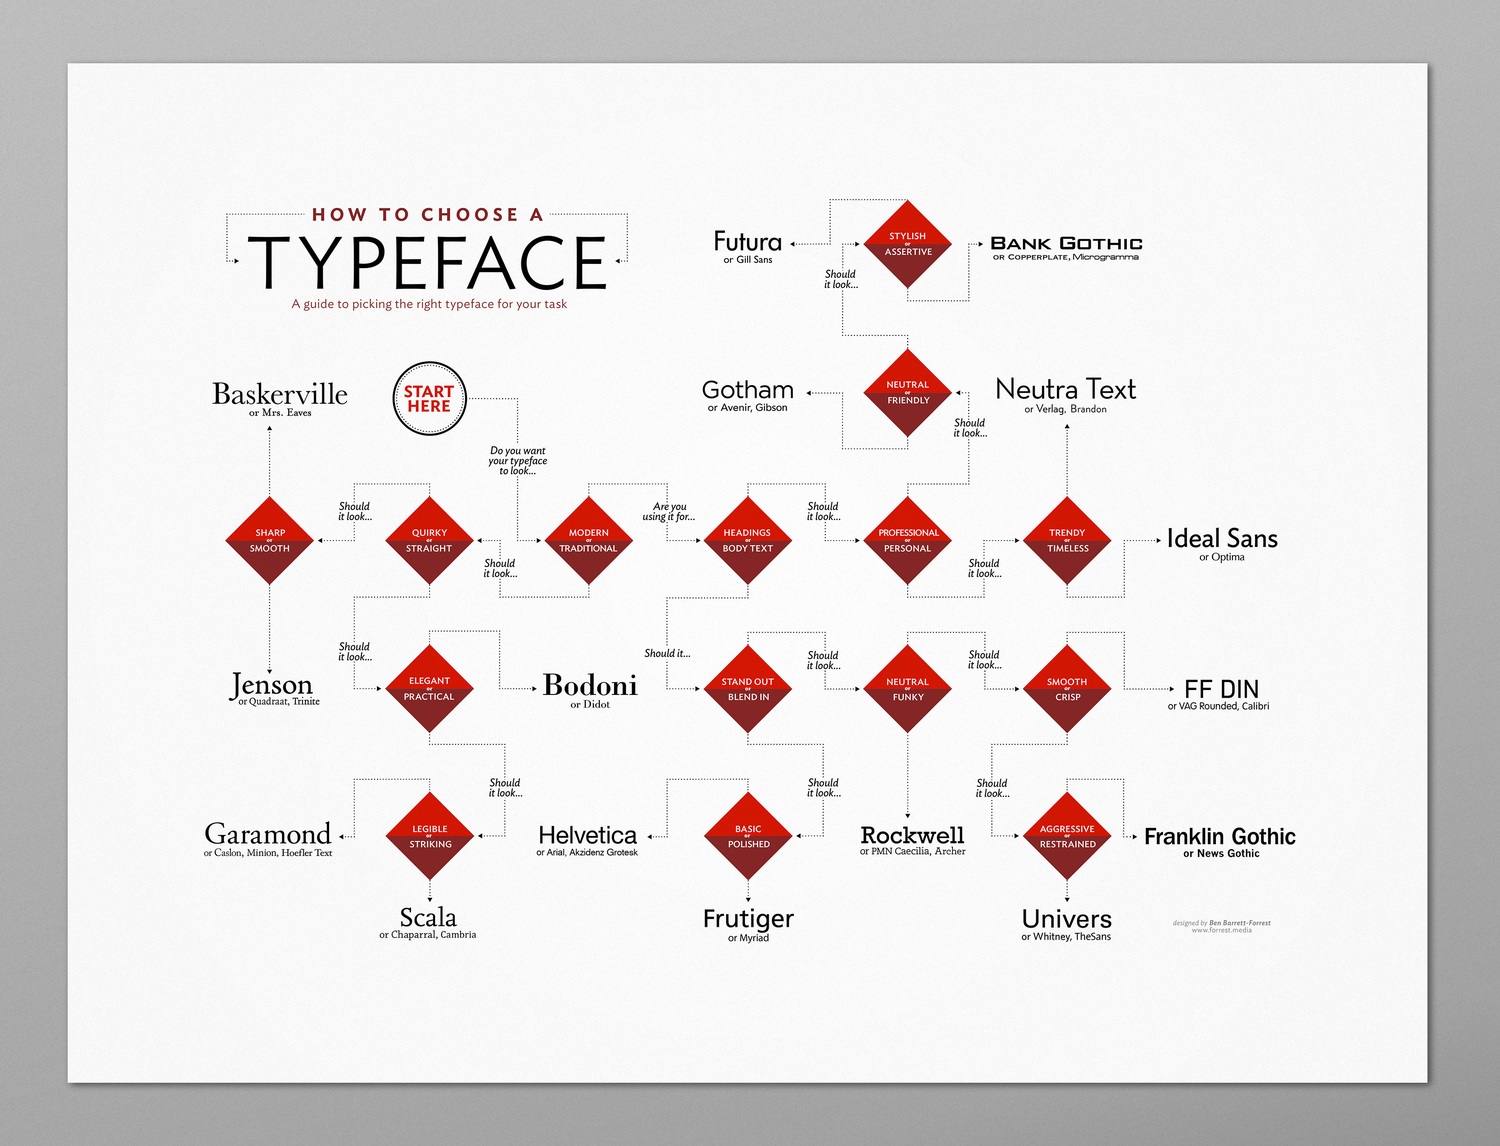 HOW TO CHOOSE A
TYPEFACE
A guide to picking the right typeface for your task
Futura
or Gill Sans
STYLISH
or
ASSERTIVE
BANK GOTHIC
OR COPPERPLATE, Microgramma
Should
it look...
START
HERE
Baskerville
or Mrs. Eaves
Gotham
or Avenir, Gibson
NEUTRAL
or
FRIENDLY
Neutra Text
or Verlag, Brandon
Should
it look...
Do you want
your typeface
to look...
Should
it look...
Are you
using it for...
Should
it look...
SHARP
or
SMOOTH
QUIRKY
or
STRAIGHT
MODERN
or
TRADITIONAL
HEADINGS
or
BODY TEXT
PROFESSIONAL
or
PERSONAL
TRENDY
or
TIMELESS
Ideal Sans
or Optima
Should
it look...
Should
it look...
Should
it look...
Should it...
Should
it look...
Should
it look...
Jenson
or Quadraat, Trinite
ELEGANT
or
PRACTICAL
Bodoni
or Didot
STAND OUT
or
BLEND IN
NEUTRAL
or
FUNKY
SMOOTH
or
CRISP
FF DIN
or VAG Rounded, Calibri
Should
it look...
Should
it look...
Should
it look...
Garamond
or Caslon, Minion, Hoefler Text
LEGIBLE
or
STRIKING
Helvetica
or Arial, Akzidenz Grotesk
BASIC
or
POLISHED
Rockwell
or PMN Caecilia, Archer
AGGRESSIVE
or
RESTRAINED
Franklin Gothic
or News Gothic
Scala
or Chaparral, Cambria
Frutiger
or Myriad
Univers
or Whitney, TheSans
designed by Ben Barrett-Forrest
www.forrest.media